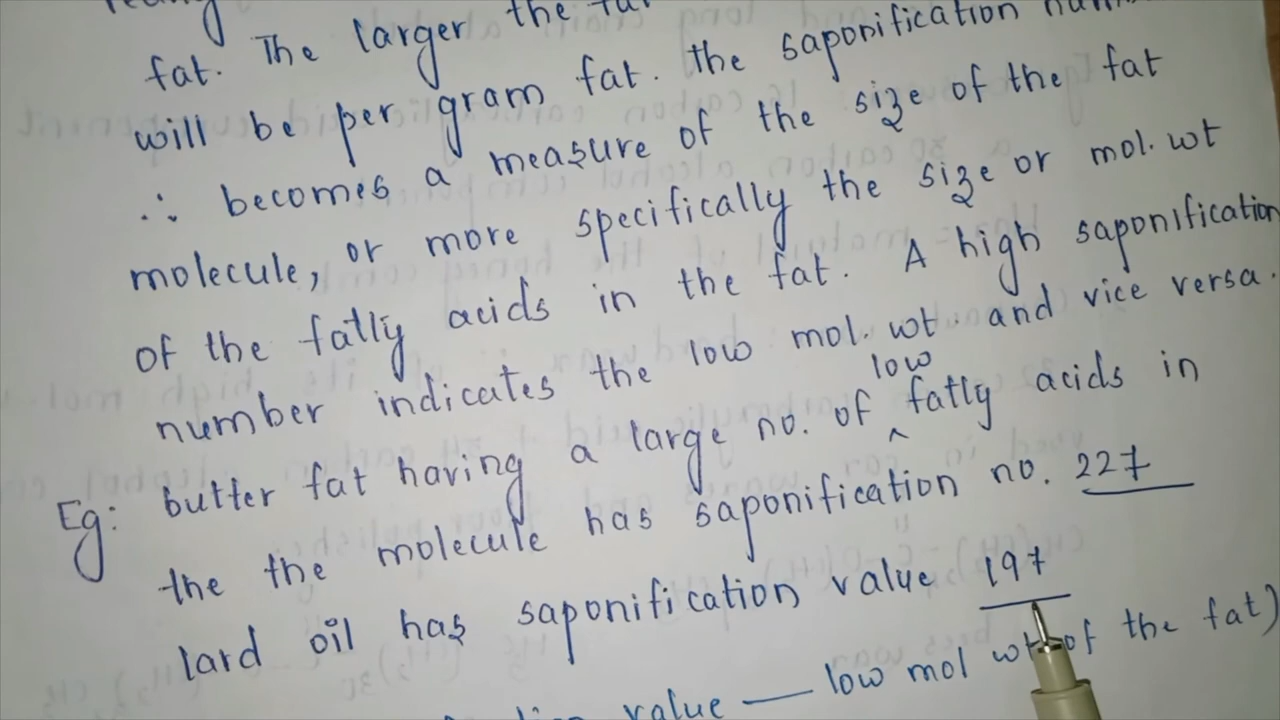 fat. The larger the
will be per gram fat. the saponification
∴ becomes a measure of the size of the fat
molecule, or more specifically the size or mol. wt
of the fatty acids in the fat. A high saponification
number indicates the low mol. wt. and vice versa.
Eg: butter fat having a large no. of ^low fatty acids in
the the molecule has saponification no. 227
lard oil has saponification value 197
value — low mol wt of the fat)